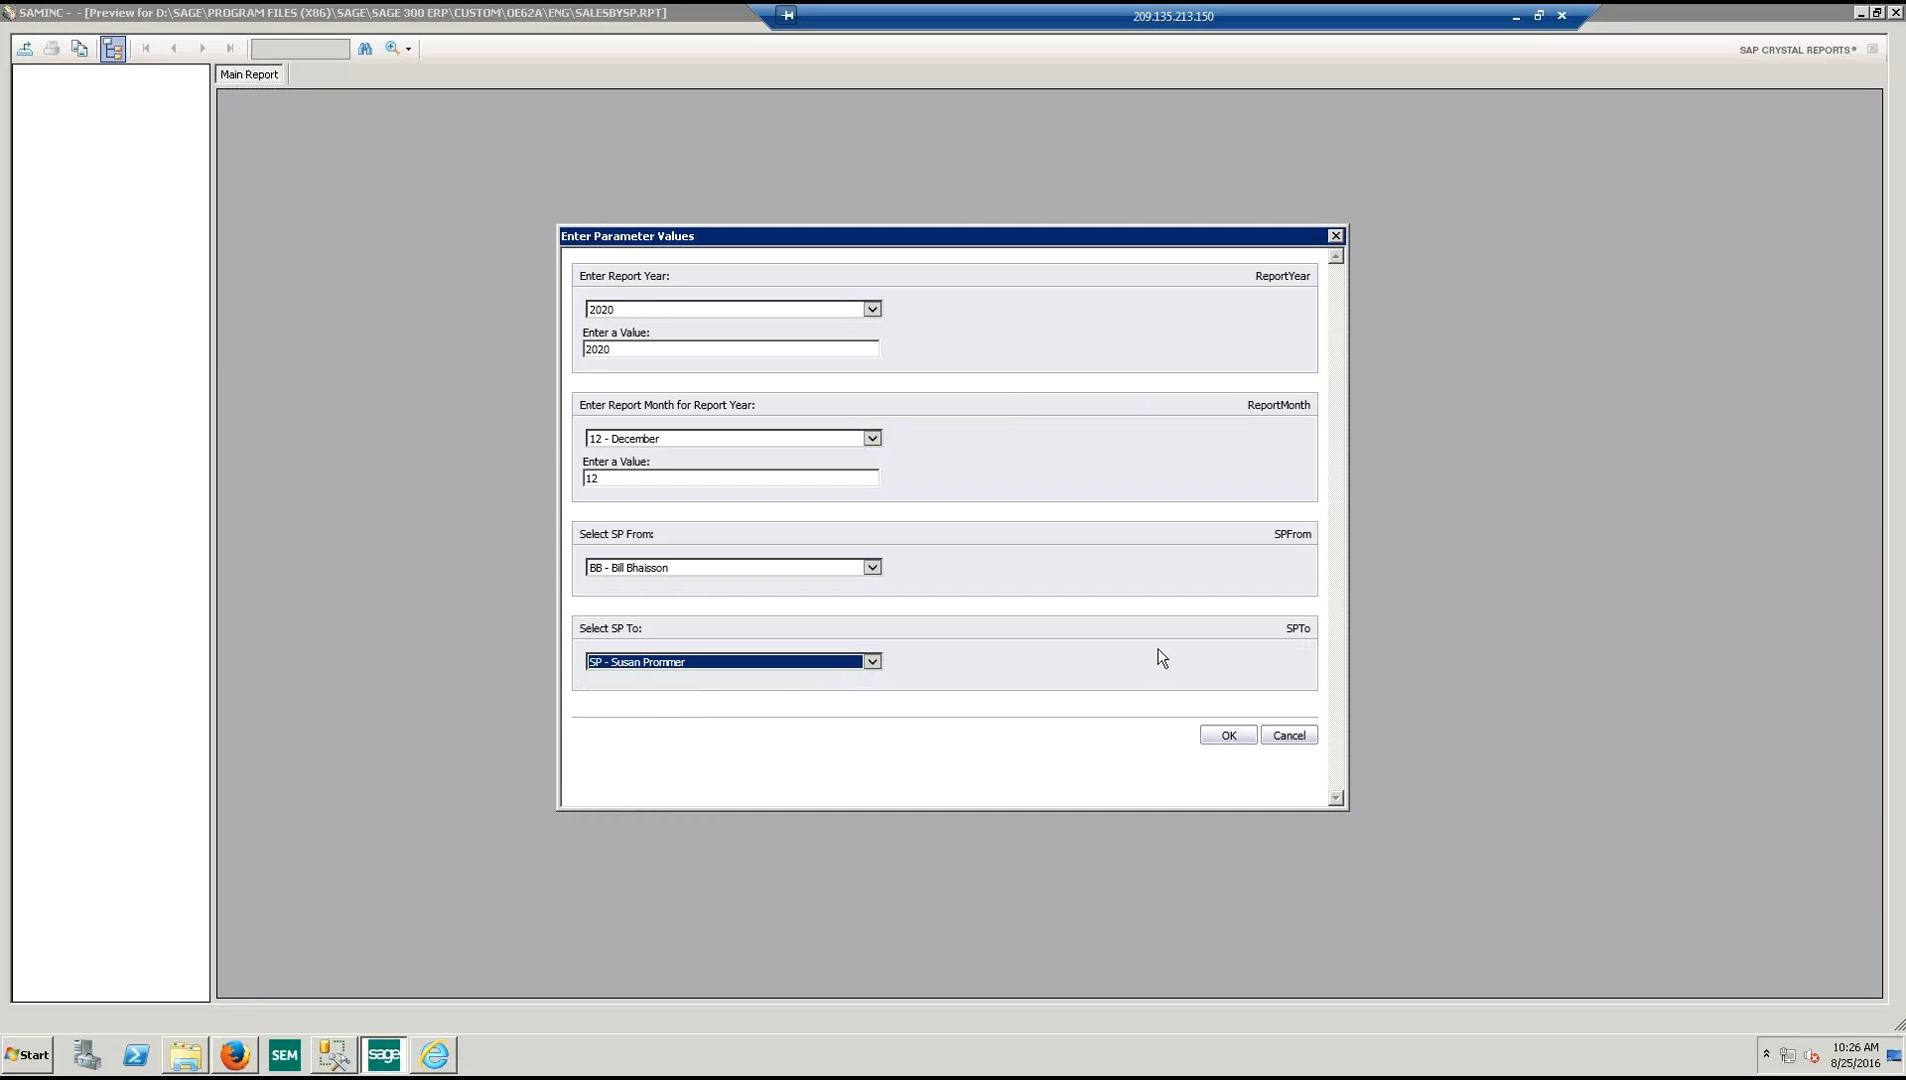 SAMINC - - [Preview for D:\SAGE\PROGRAM FILES (X86)\SAGE\SAGE 300 ERP\CUSTOM\OE62A\ENG\SALESBYSP.RPT]
209.135.213.150
SAP CRYSTAL REPORTS®
Main Report
Enter Parameter Values
Enter Report Year: ReportYear
2020
Enter a Value:
2020
Enter Report Month for Report Year: ReportMonth
12 - December
Enter a Value:
12
Select SP From: SPFrom
BB - Bill Bhaisson
Select SP To: SPTo
SP - Susan Prommer
OK Cancel
Start SEM sage 10:26 AM
8/25/2016